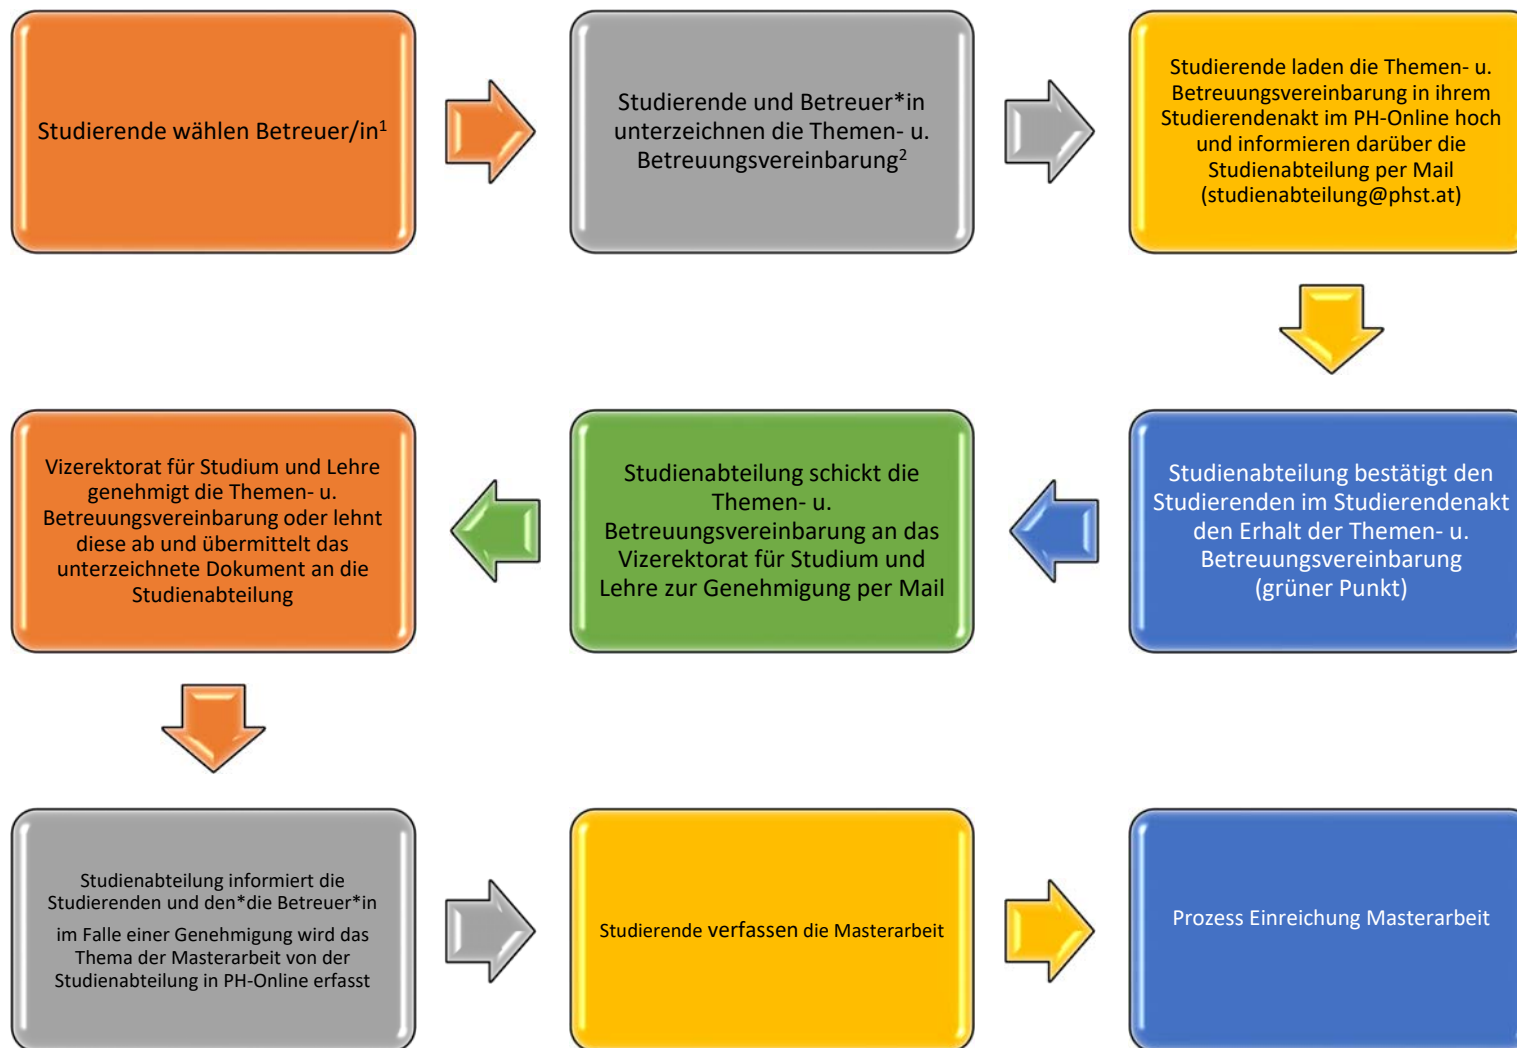 Studierende wählen Betreuer/in¹
Studierende und Betreuer*in
unterzeichnen die Themen- u.
Betreuungsvereinbarung²
Studierende laden die Themen- u.
Betreuungsvereinbarung in ihrem
Studierendenakt im PH-Online hoch
und informieren darüber die
Studienabteilung per Mail
(studienabteilung@phst.at)
Studienabteilung bestätigt den
Studierenden im Studierendenakt
den Erhalt der Themen- u.
Betreuungsvereinbarung
(grüner Punkt)
Studienabteilung schickt die
Themen- u.
Betreuungsvereinbarung an das
Vizerektorat für Studium und
Lehre zur Genehmigung per Mail
Vizerektorat für Studium und Lehre
genehmigt die Themen- u.
Betreuungsvereinbarung oder lehnt
diese ab und übermittelt das
unterzeichnete Dokument an die
Studienabteilung
Studienabteilung informiert die
Studierenden und den*die Betreuer*in
im Falle einer Genehmigung wird das
Thema der Masterarbeit von der
Studienabteilung in PH-Online erfasst
Studierende verfassen die Masterarbeit
Prozess Einreichung Masterarbeit